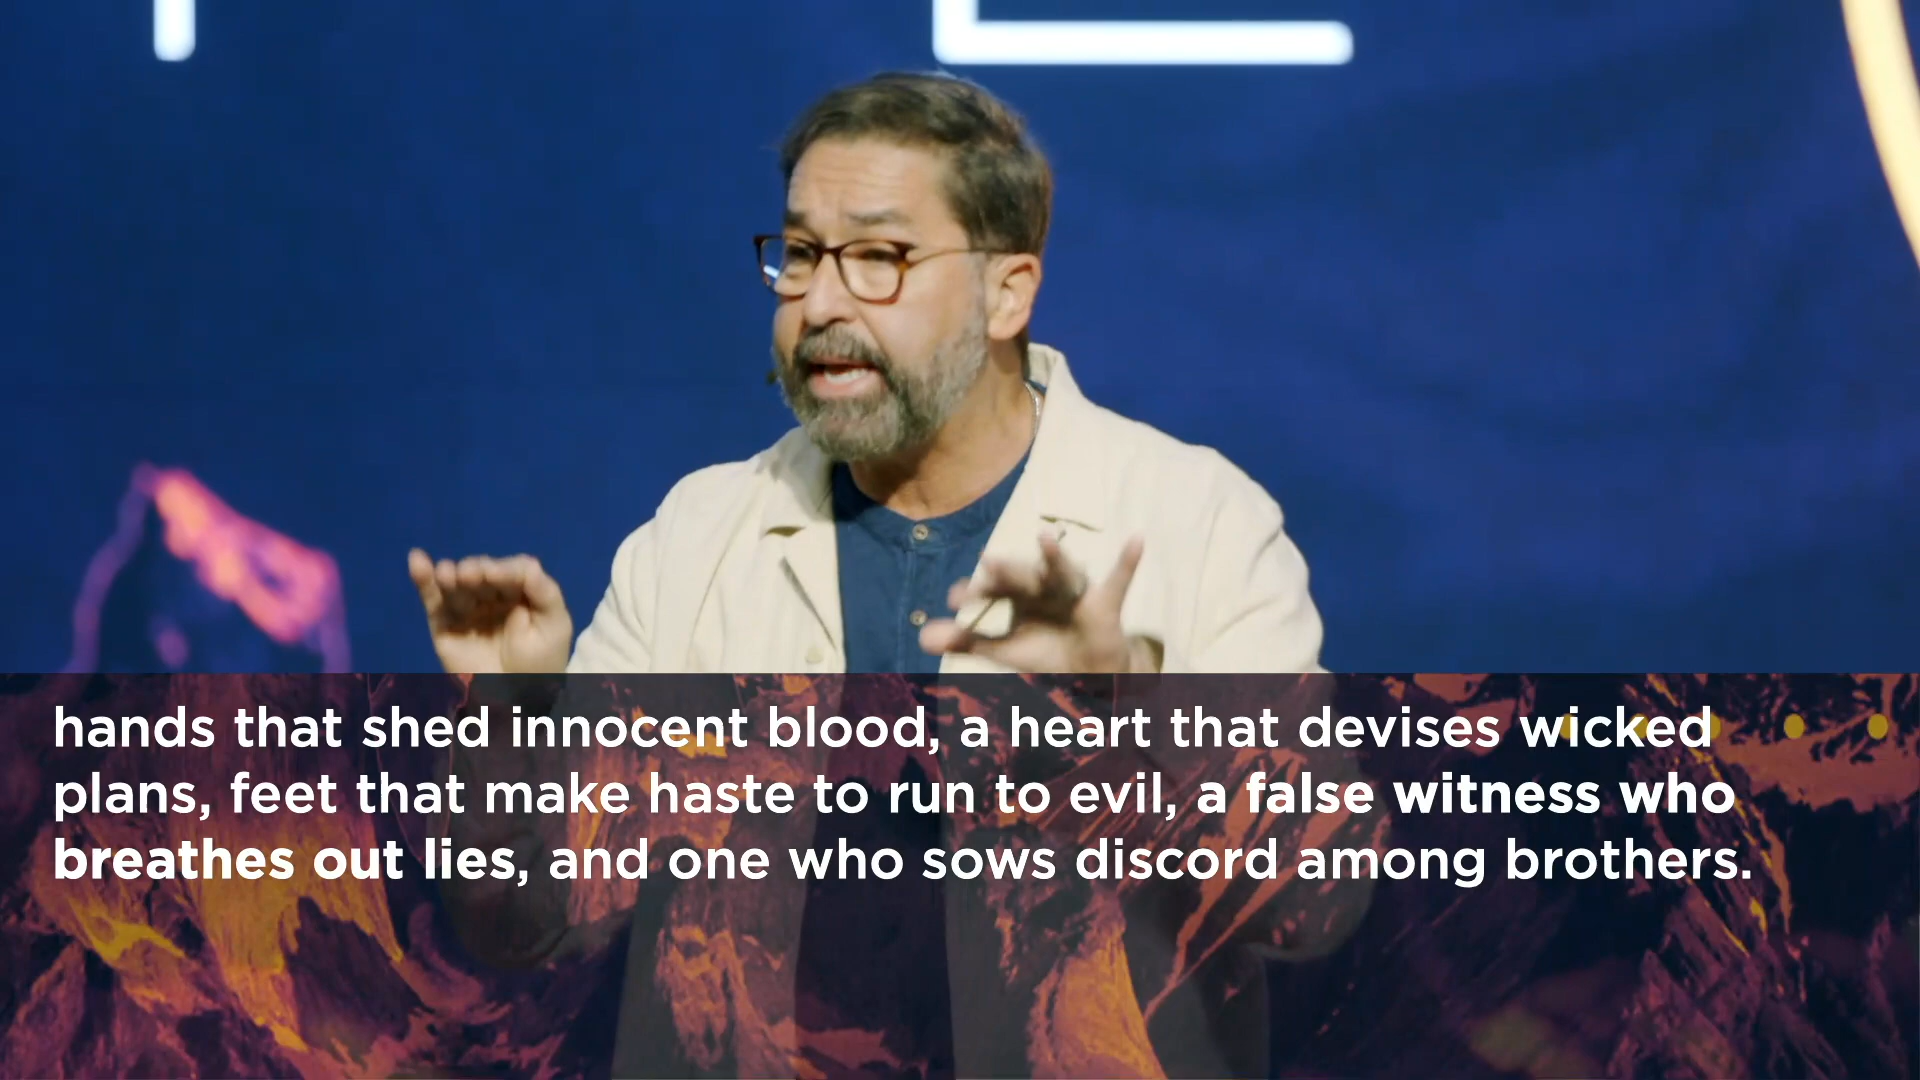 hands that shed innocent blood, a heart that devises wicked
plans, feet that make haste to run to evil, a false witness who
breathes out lies, and one who sows discord among brothers.